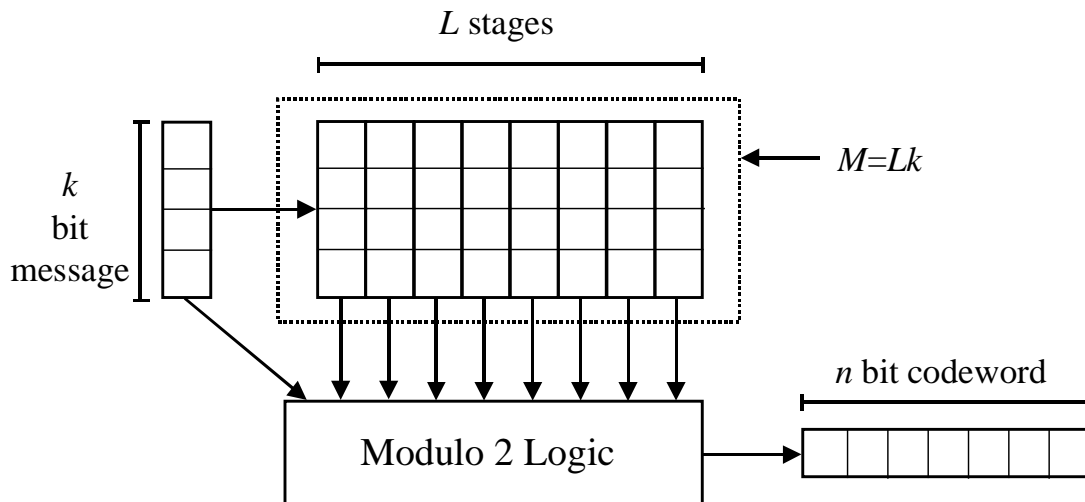 L stages
k
bit
message
M=Lk
n bit codeword
Modulo 2 Logic